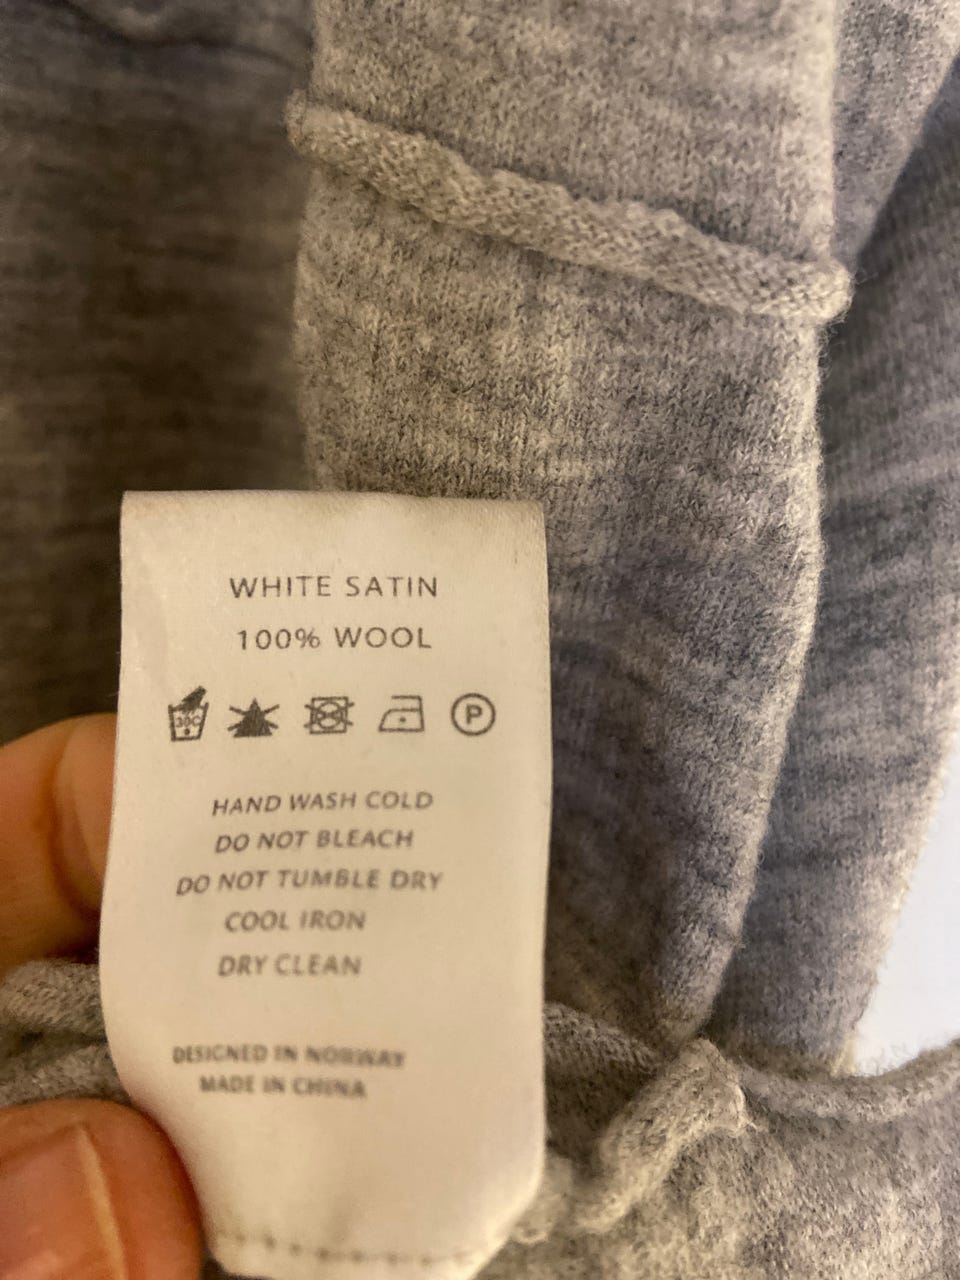 WHITE SATIN
100% WOOL
30C P
HAND WASH COLD
DO NOT BLEACH
DO NOT TUMBLE DRY
COOL IRON
DRY CLEAN
DESIGNED IN NORWAY
MADE IN CHINA